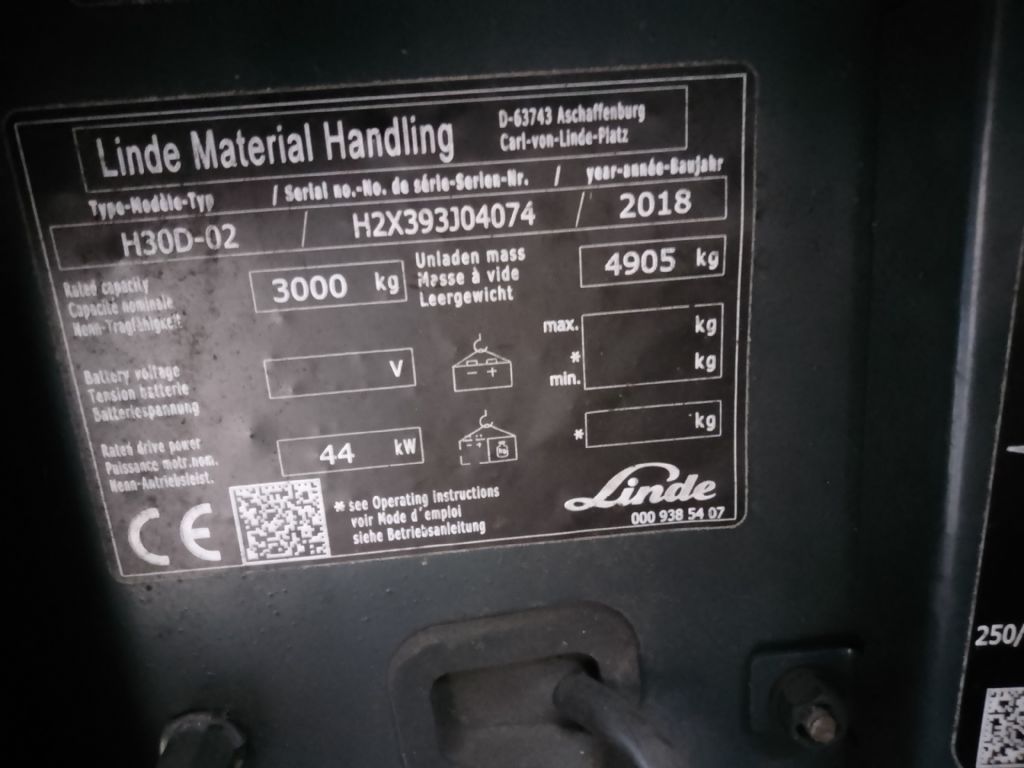 Linde Material Handling
D-63743 Aschaffenburg
Carl-von-Linde-Platz
Type-Modèle-Typ / Serial no.-No. de série-Serien-Nr. / year-année-Baujahr
H30D-02 / H2X393J04074 / 2018
Rated capacity
Capacité nominale
Nenn-Tragfähigkeit
3000 kg
Unladen mass
Masse à vide
Leergewicht
4905 kg
max. kg
* kg
min.
Battery voltage
Tension batterie
Batteriespannung
V
- +
* kg
Rated drive power
Puissance motr.nom.
Nenn-Antriebsleist.
44 kW
CE
* see Operating instructions
voir Mode d'emploi
siehe Betriebsanleitung
Linde
000 938 54 07
250/